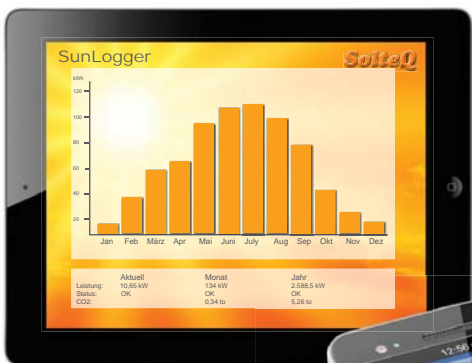 SunLogger
SolteQ
kWh
120
100
80
60
40
20
Jan Feb März Apr Mai Juni July Aug Sep Okt Nov Dez
Aktuell Monat Jahr
Leistung: 10,65 kW 134 kW 2.588,5 kW
Status: OK OK OK
CO2: 0,34 to 5,26 to
12:56